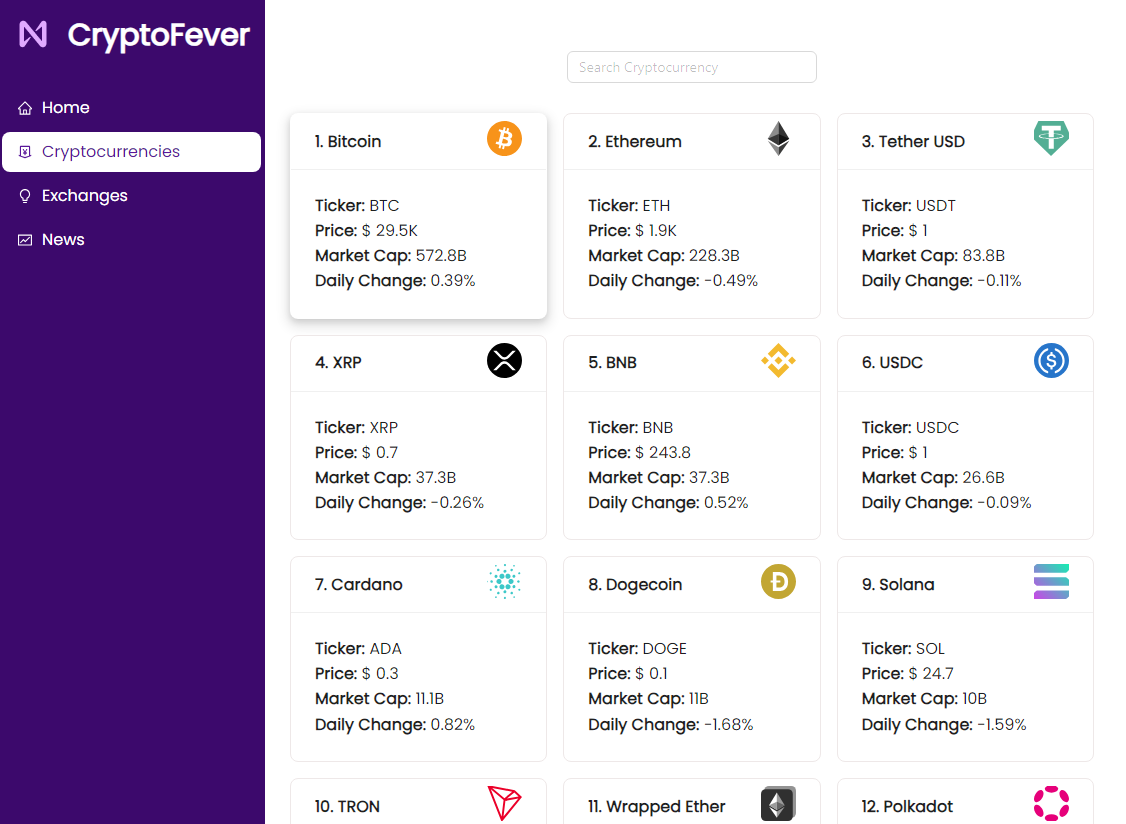 CryptoFever
Home
Cryptocurrencies
Exchanges
News
Search Cryptocurrency
1. Bitcoin
Ticker: BTC
Price: $ 29.5K
Market Cap: 572.8B
Daily Change: 0.39%
2. Ethereum
Ticker: ETH
Price: $ 1.9K
Market Cap: 228.3B
Daily Change: -0.49%
3. Tether USD
Ticker: USDT
Price: $ 1
Market Cap: 83.8B
Daily Change: -0.11%
4. XRP
Ticker: XRP
Price: $ 0.7
Market Cap: 37.3B
Daily Change: -0.26%
5. BNB
Ticker: BNB
Price: $ 243.8
Market Cap: 37.3B
Daily Change: 0.52%
6. USDC
Ticker: USDC
Price: $ 1
Market Cap: 26.6B
Daily Change: -0.09%
7. Cardano
Ticker: ADA
Price: $ 0.3
Market Cap: 11.1B
Daily Change: 0.82%
8. Dogecoin
Ticker: DOGE
Price: $ 0.1
Market Cap: 11B
Daily Change: -1.68%
9. Solana
Ticker: SOL
Price: $ 24.7
Market Cap: 10B
Daily Change: -1.59%
10. TRON
11. Wrapped Ether
12. Polkadot